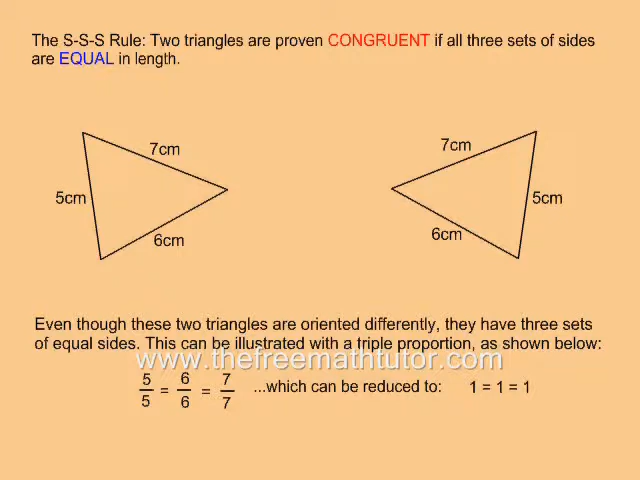 The S-S-S Rule: Two triangles are proven CONGRUENT if all three sets of sides
are EQUAL in length.
7cm
7cm
5cm
5cm
6cm
6cm
Even though these two triangles are oriented differently, they have three sets
of equal sides. This can be illustrated with a triple proportion, as shown below:
www.thefreemathtutor.com
5/5 = 6/6 = 7/7 ...which can be reduced to: 1 = 1 = 1